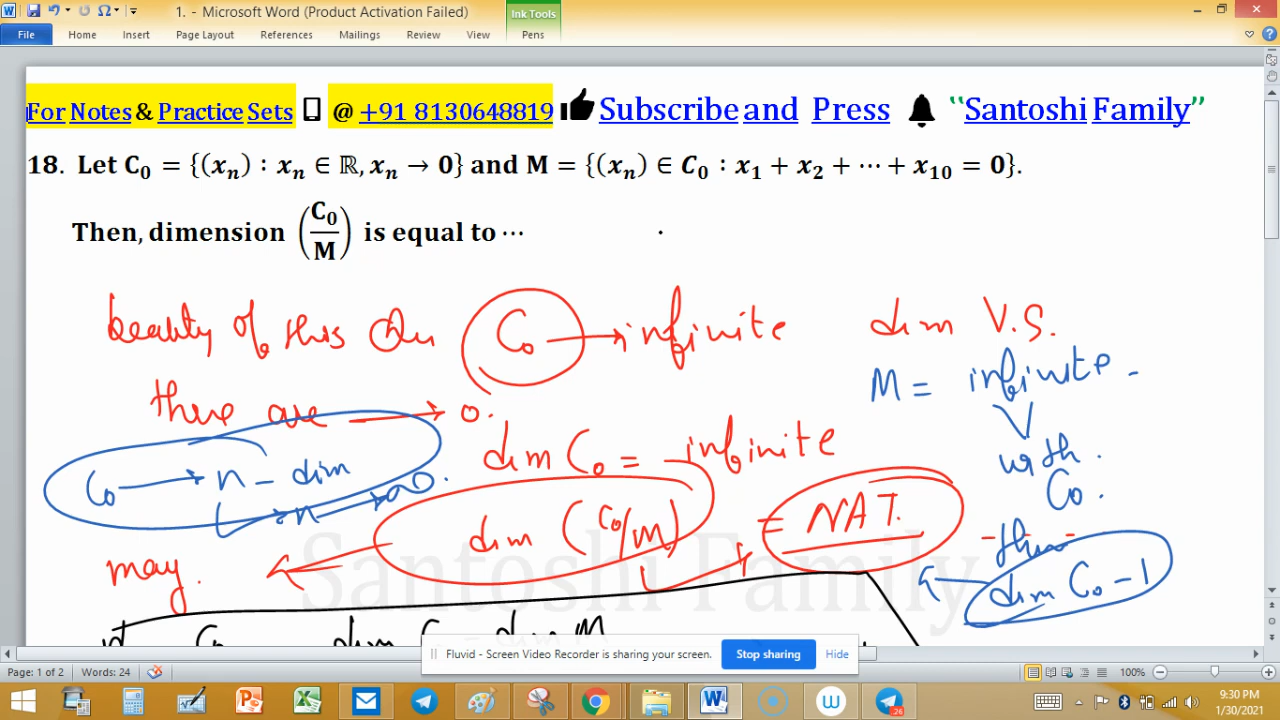 1. - Microsoft Word (Product Activation Failed)
Ink Tools
File Home Insert Page Layout References Mailings Review View Pens
For Notes & Practice Sets @ +91 8130648819 Subscribe and Press "Santoshi Family"
18. Let C₀ = {(xₙ) : xₙ ∈ ℝ, xₙ → 0} and M = {(xₙ) ∈ C₀ : x₁ + x₂ + ⋯ + x₁₀ = 0}.
Then, dimension (C₀/M) is equal to ⋯
beauty of this Qu C₀ → infinite dim V.S.
M = infinite
there are → 0.
dim C₀ = infinite
with
C₀.
C₀ → n - dim
↳ n → ∞.
dim (C₀/M) = NAT.
then
may.
dim C₀ - 1
Santoshi Family
Fluvid - Screen Video Recorder is sharing your screen. Stop sharing Hide
Page: 1 of 2 Words: 24 100%
26
9:30 PM
1/30/2021